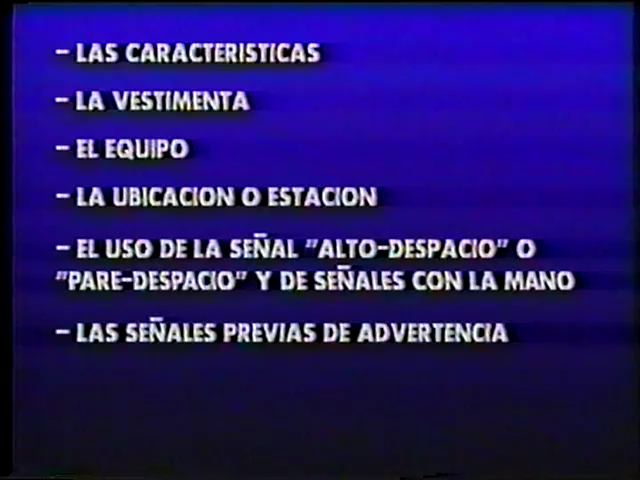 – LAS CARACTERISTICAS
– LA VESTIMENTA
– EL EQUIPO
– LA UBICACION O ESTACION
– EL USO DE LA SEÑAL "ALTO-DESPACIO" O
"PARE-DESPACIO" Y DE SEÑALES CON LA MANO
– LAS SEÑALES PREVIAS DE ADVERTENCIA